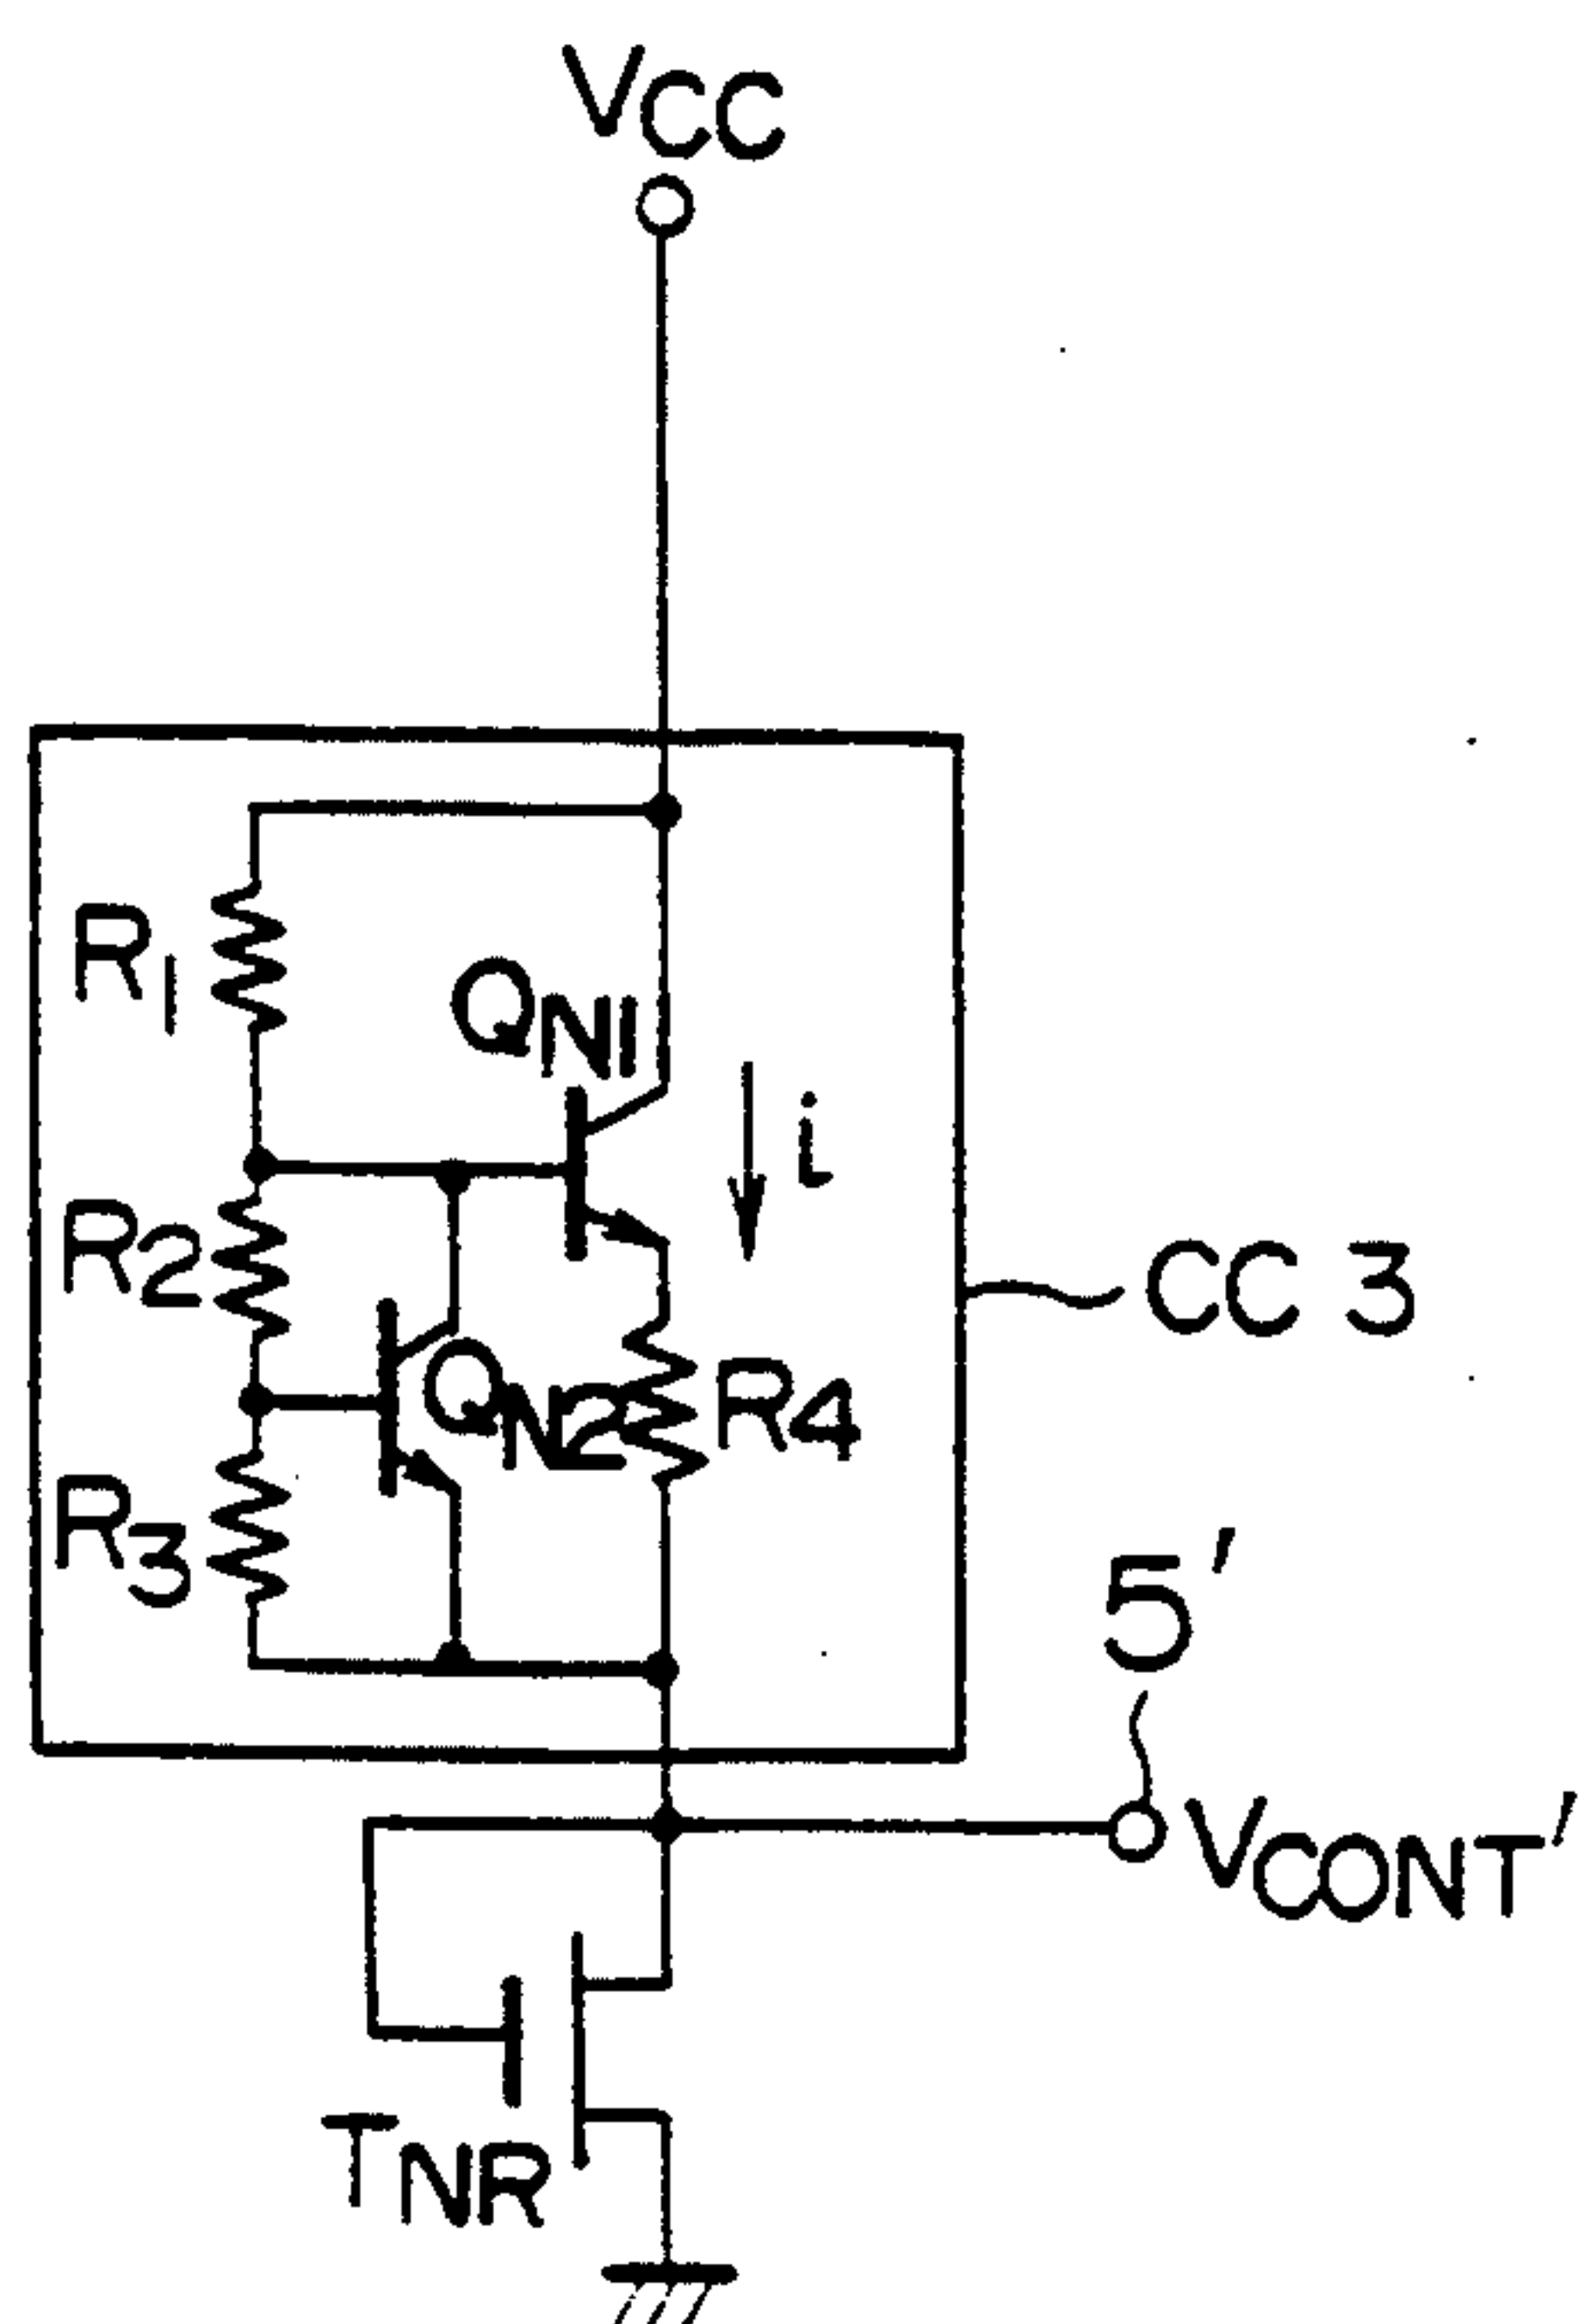 VCC
R1
QN1
i
R2
CC 3
QN2
R4
R3
5'
VCONT'
TNR